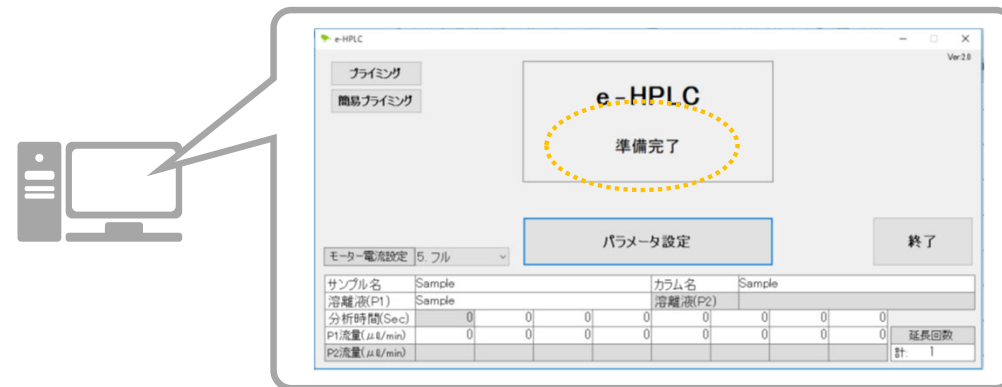 e-HPLC
Ver2.0
プライミング
簡易プライミング
e-HPLC
準備完了
パラメータ設定
終了
モーター電流設定 5. フル
サンプル名 Sample カラム名 Sample
溶離液(P1) Sample 溶離液(P2)
分析時間(Sec) 0 0 0 0 0 0 0 0
P1流量(μℓ/min) 0 0 0 0 0 0 0 0 延長回数
P2流量(μℓ/min) 計: 1